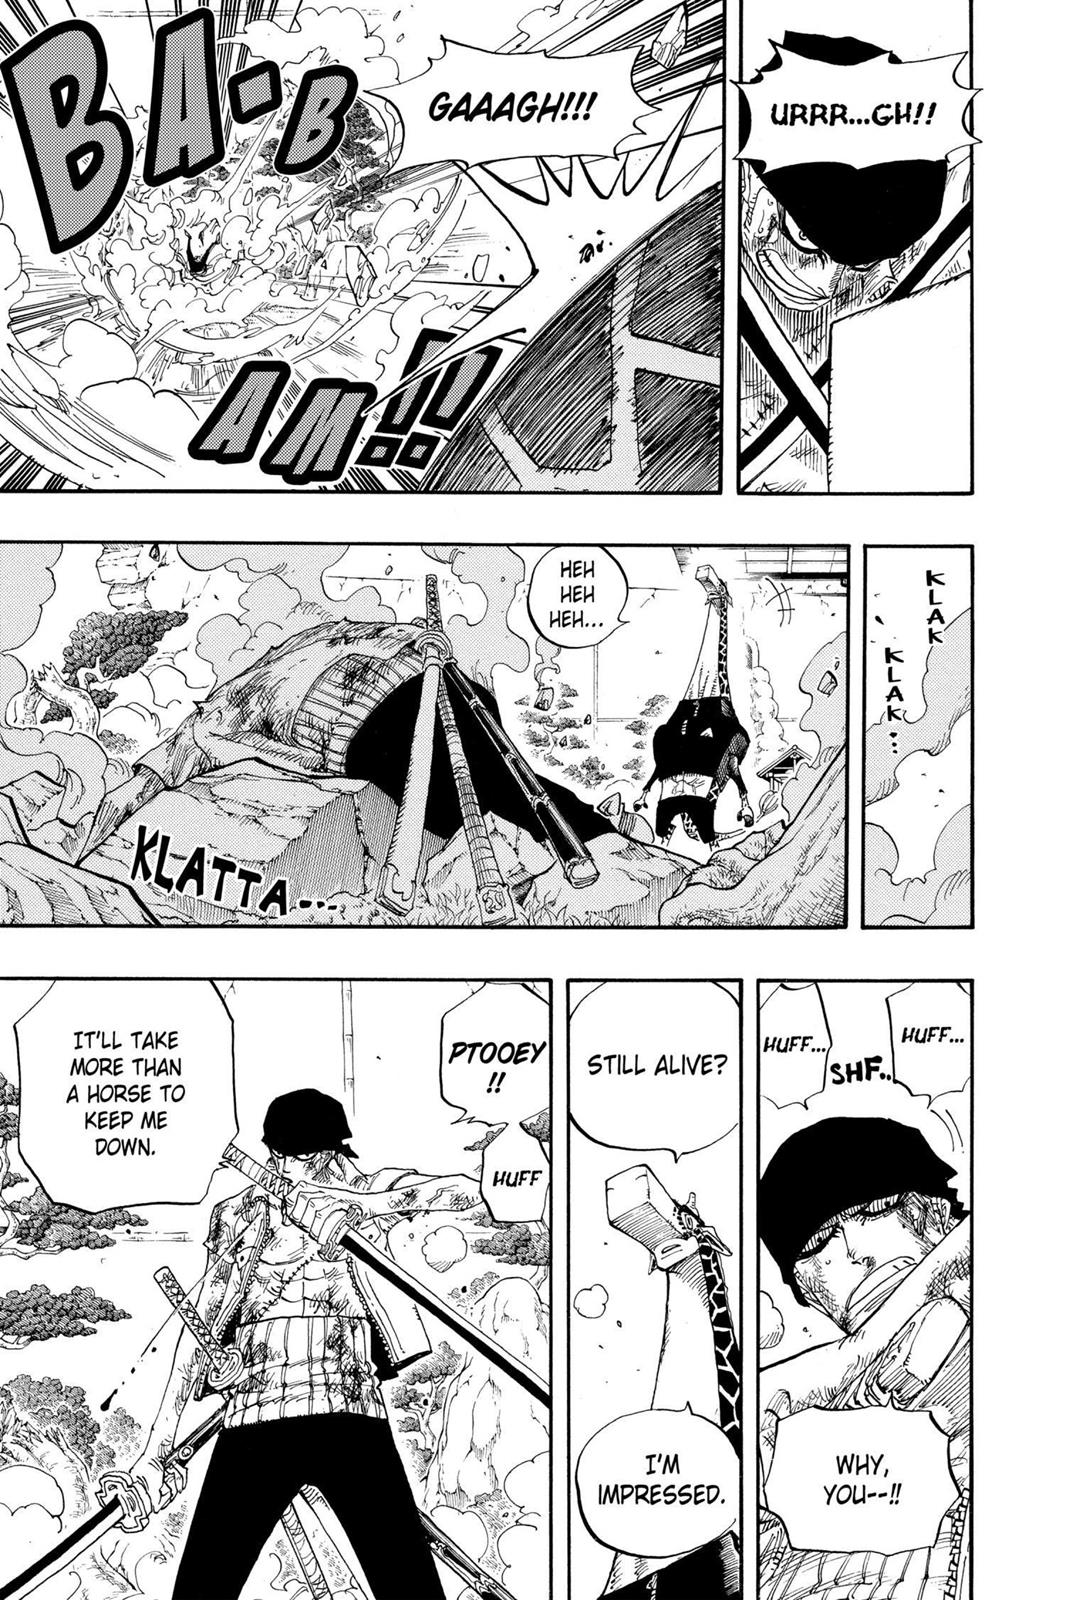 URRR...GH!!
GAAAGH!!!
BA-B
AM!!
KLAK
KLAK...
HEH
HEH
HEH...
KLATTA...
20
HUFF...
SHF..
HUFF...
WHY,
YOU--!!
STILL ALIVE?
I'M
IMPRESSED.
PTOOEY
!!
HUFF
IT'LL TAKE
MORE THAN
A HORSE TO
KEEP ME
DOWN.